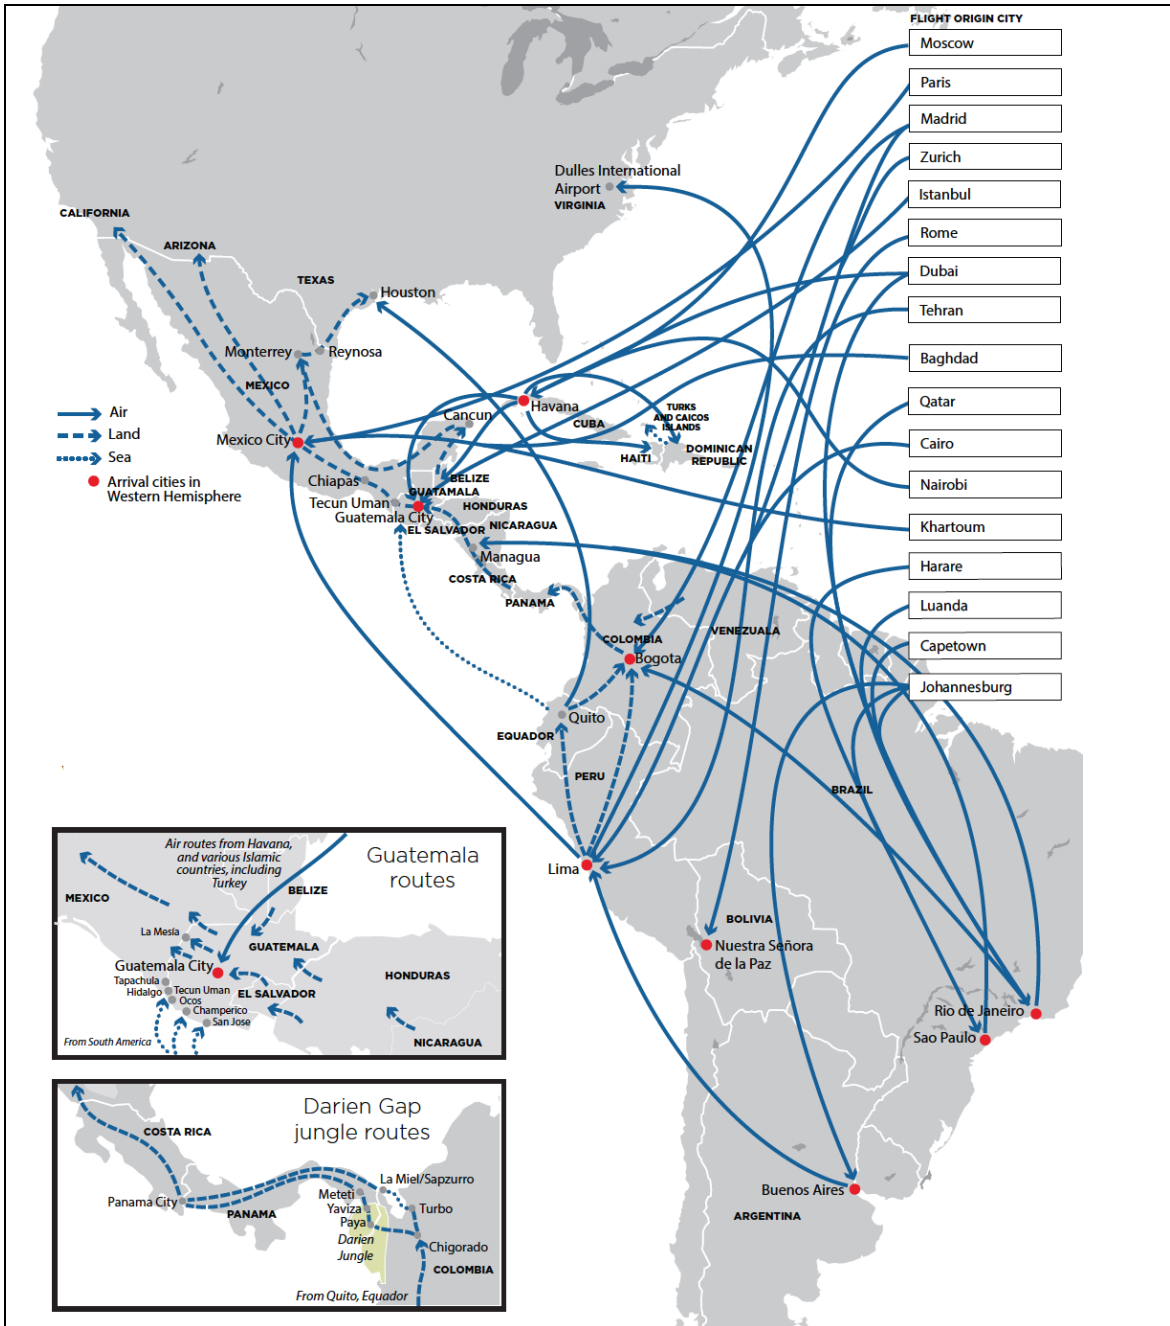 FLIGHT ORIGIN CITY
Moscow
Paris
Madrid
Zurich
Istanbul
Rome
Dubai
Tehran
Baghdad
Qatar
Cairo
Nairobi
Khartoum
Harare
Luanda
Capetown
Johannesburg
Dulles International
Airport
VIRGINIA
CALIFORNIA
ARIZONA
TEXAS
Houston
Monterrey
Reynosa
MEXICO
Air
Land
Sea
Arrival cities in
Western Hemisphere
Mexico City
Cancun
Havana
CUBA
TURKS
AND CAICOS
ISLANDS
HAITI
DOMINICAN
REPUBLIC
Chiapas
BELIZE
GUATAMALA
Tecun Uman
Guatemala City
HONDURAS
EL SALVADOR
NICARAGUA
Managua
COSTA RICA
PANAMA
COLOMBIA
VENEZUALA
Bogota
Quito
EQUADOR
PERU
BRAZIL
Lima
BOLIVIA
Nuestra Señora
de la Paz
Rio de Janeiro
Sao Paulo
Buenos Aires
ARGENTINA
Guatemala
routes
Air routes from Havana,
and various Islamic
countries, including
Turkey
MEXICO
BELIZE
La Mesía
GUATEMALA
Guatemala City
HONDURAS
Tapachula
Hidalgo
Tecun Uman
Ocos
EL SALVADOR
Champerico
San Jose
From South America
NICARAGUA
Darien Gap
jungle routes
COSTA RICA
La Miel/Sapzurro
Panama City
PANAMA
Meteti
Yaviza
Paya
Turbo
Darien
Jungle
Chigorado
COLOMBIA
From Quito, Equador